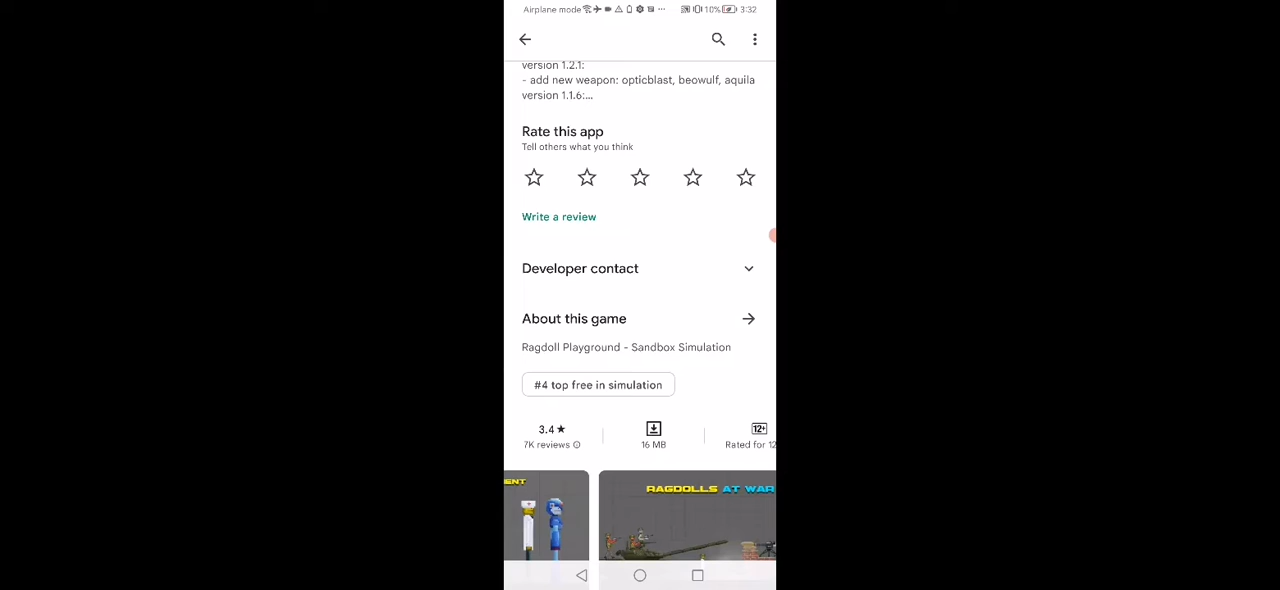 Airplane mode 10% 3:32
version 1.2.1:
- add new weapon: opticblast, beowulf, aquila
version 1.1.6:...
Rate this app
Tell others what you think
Write a review
Developer contact
About this game
Ragdoll Playground - Sandbox Simulation
#4 top free in simulation
3.4★ 12+
7K reviews 16 MB Rated for 12
ENT
RAGDOLLS AT WAR